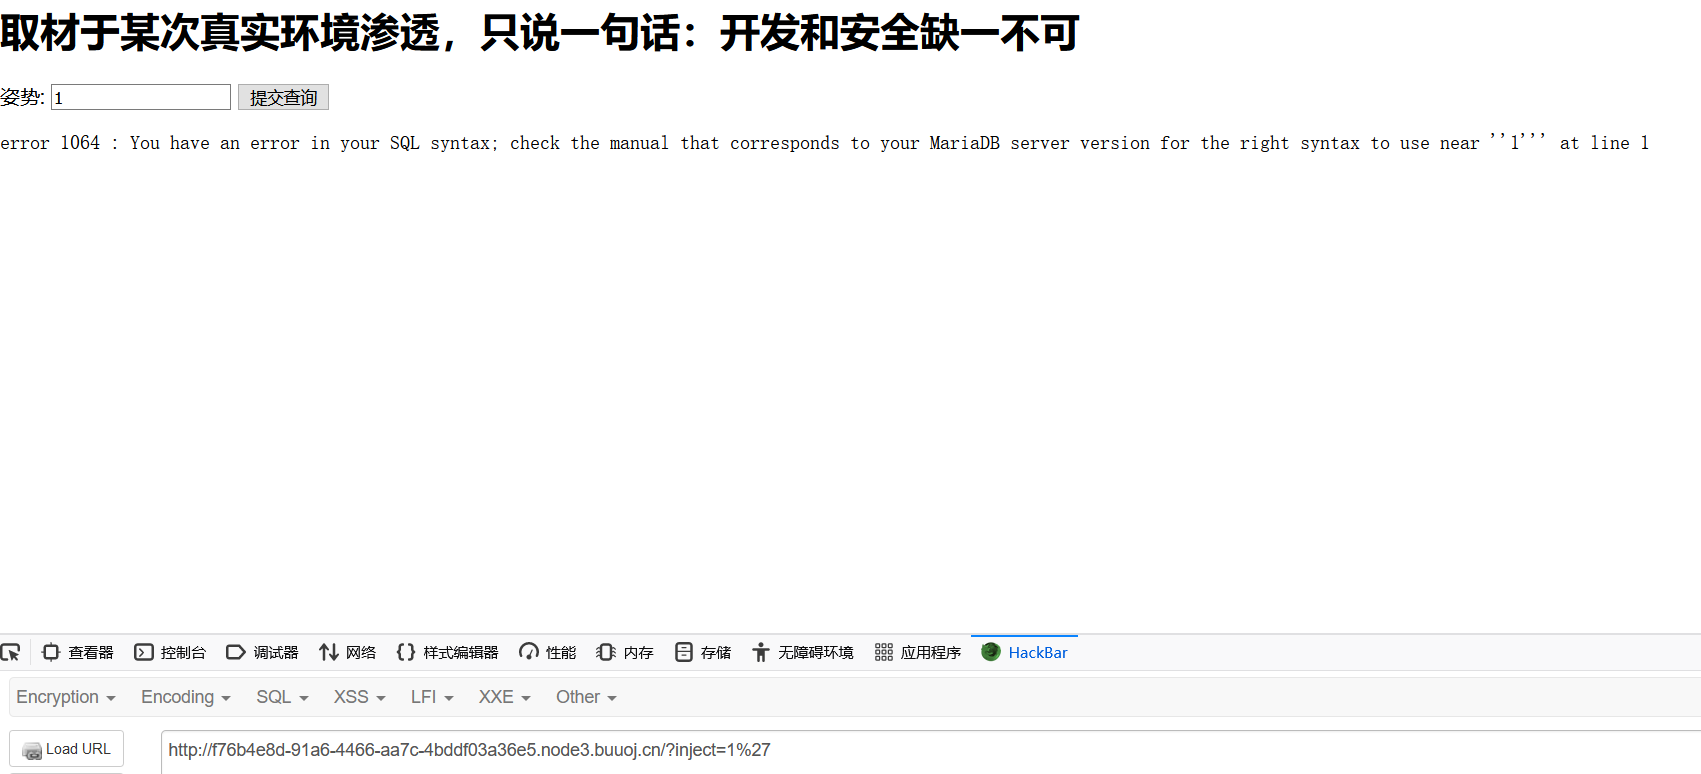 取材于某次真实环境渗透，只说一句话：开发和安全缺一不可
姿势: 1 提交查询
error 1064 : You have an error in your SQL syntax; check the manual that corresponds to your MariaDB server version for the right syntax to use near ''1''' at line 1
查看器 控制台 调试器 网络 样式编辑器 性能 内存 存储 无障碍环境 应用程序 HackBar
Encryption Encoding SQL XSS LFI XXE Other
Load URL http://f76b4e8d-91a6-4466-aa7c-4bddf03a36e5.node3.buuoj.cn/?inject=1%27